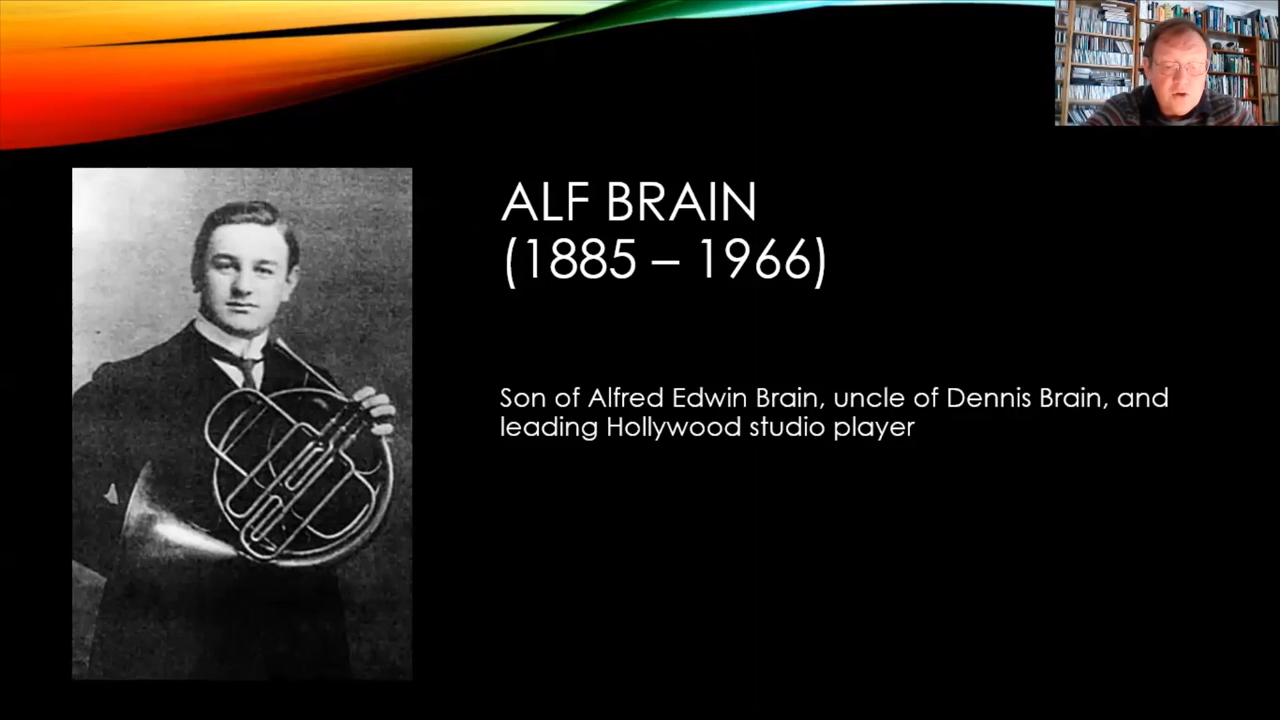 ALF BRAIN
(1885 – 1966)
Son of Alfred Edwin Brain, uncle of Dennis Brain, and
leading Hollywood studio player